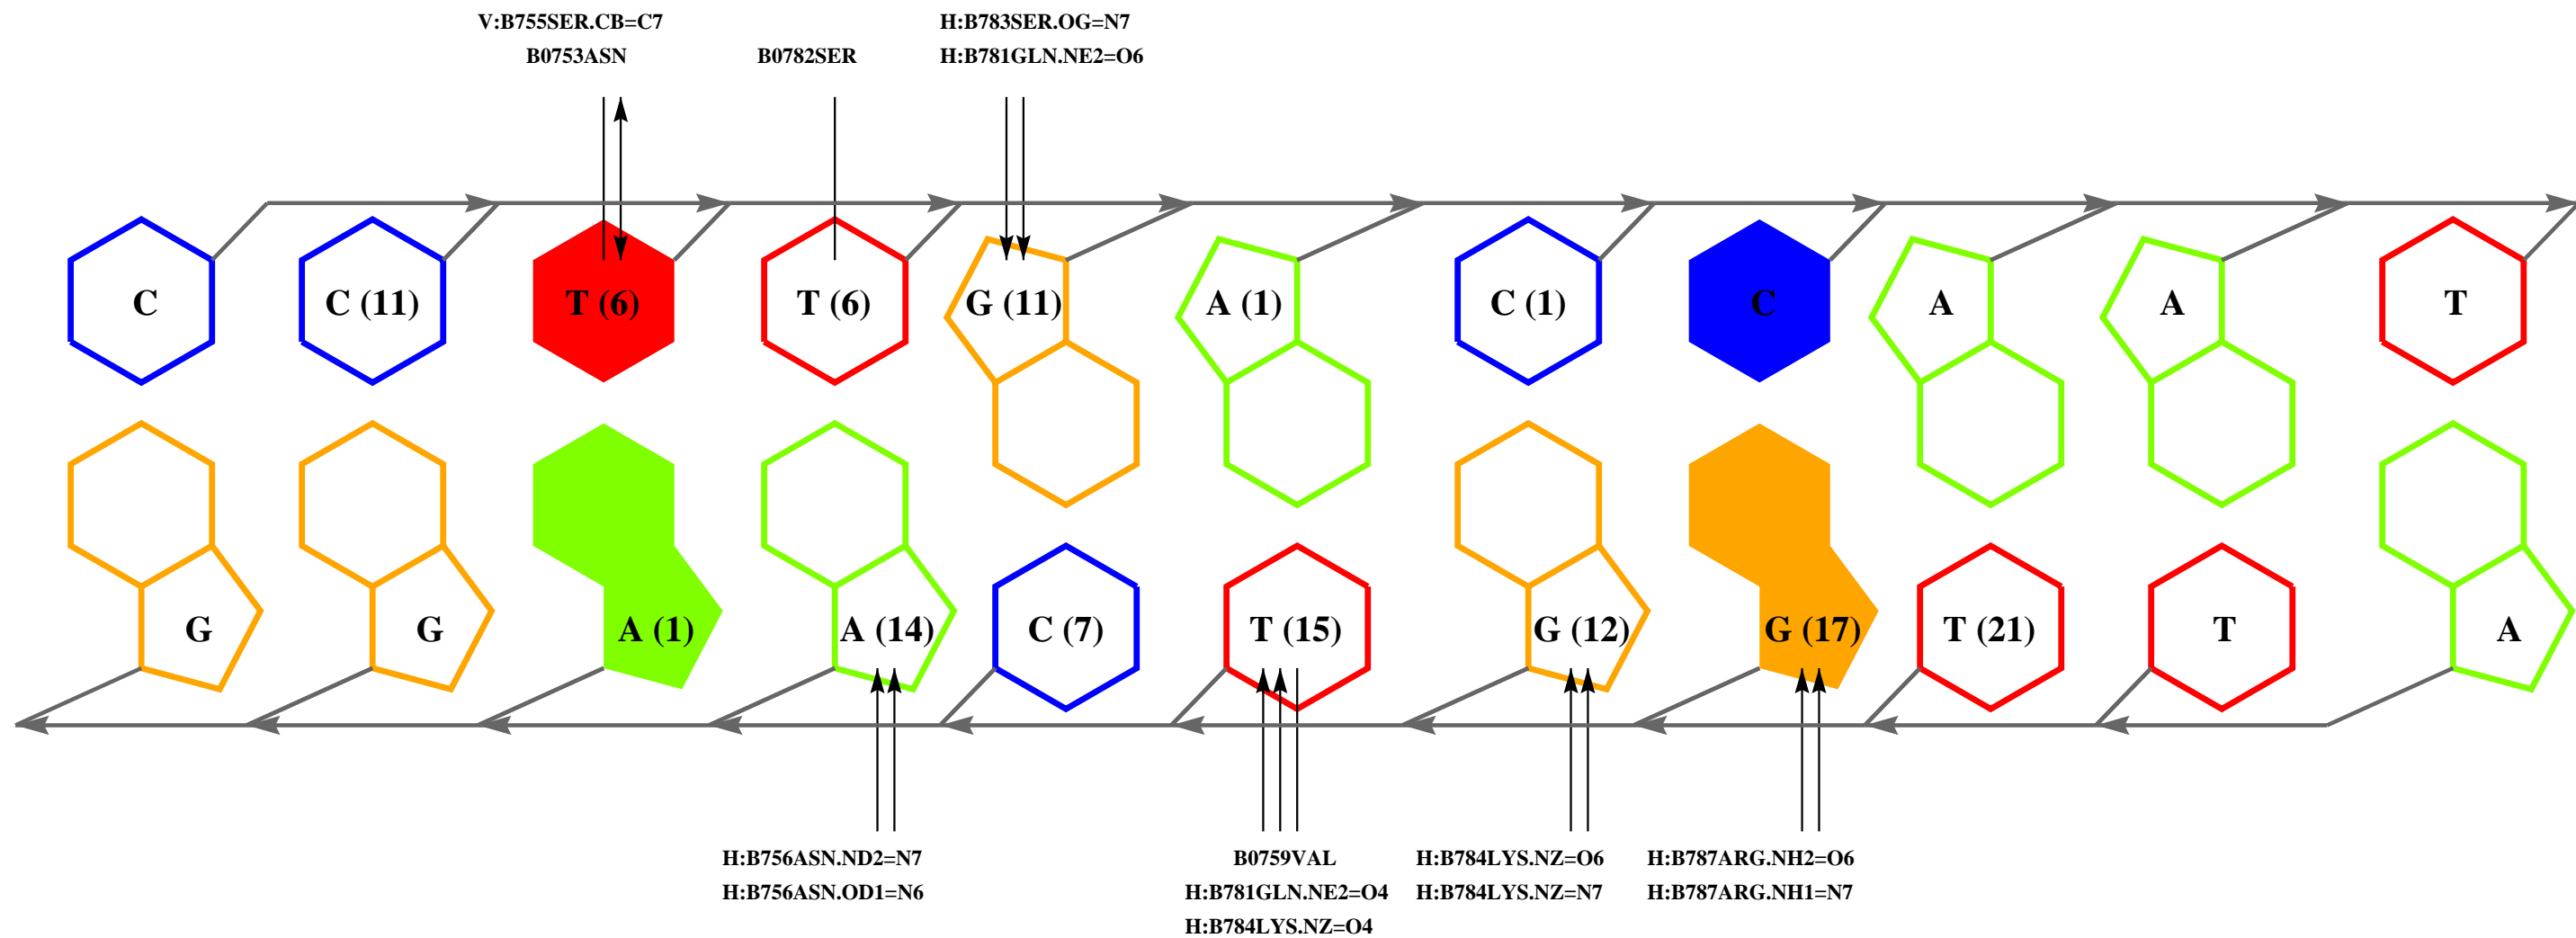 V:B755SER.CB=C7 H:B783SER.OG=N7
B0753ASN B0782SER H:B781GLN.NE2=O6
C C (11) T (6) T (6) G (11) A (1) C (1) C A A T
G G A (1) A (14) C (7) T (15) G (12) G (17) T (21) T A
H:B756ASN.ND2=N7 B0759VAL H:B784LYS.NZ=O6 H:B787ARG.NH2=O6
H:B756ASN.OD1=N6 H:B781GLN.NE2=O4 H:B784LYS.NZ=N7 H:B787ARG.NH1=N7
H:B784LYS.NZ=O4